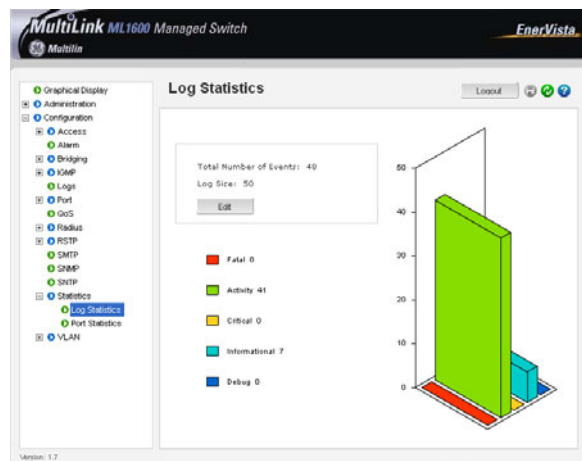 MultiLink ML1600 Managed Switch
EnerVista
GE Multilin
Graphical Display
Administration
Configuration
Access
Alarm
Bridging
IGMP
Logs
Port
QoS
Radius
RSTP
SMTP
SNMP
SNTP
Statistics
Log Statistics
Port Statistics
VLAN
Log Statistics
Logout
Total Number of Events: 49
Log Size: 50
Edit
Fatal 0
Activity 41
Critical 0
Informational 7
Debug 0
50
40
30
20
10
0
Version: 1.7